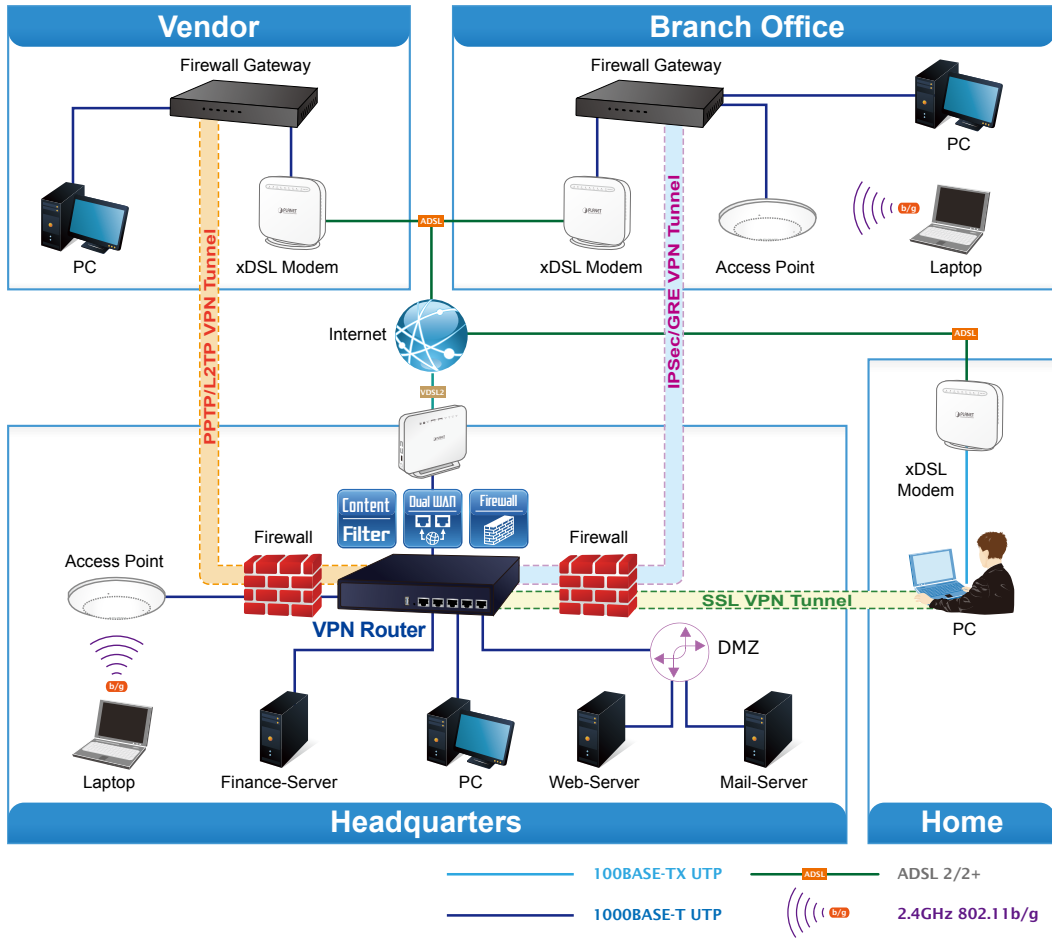 Vendor
Branch Office
Firewall Gateway
Firewall Gateway
PC
PC
PLANET
xDSL Modem
ADSL
PLANET
xDSL Modem
Access Point
b/g
Laptop
PPTP/L2TP VPN Tunnel
IPSec/GRE VPN Tunnel
Internet
ADSL
VDSL2
PLANET
xDSL
Modem
Content
Filter
Dual WAN
Firewall
Firewall
Firewall
Access Point
VPN Router
SSL VPN Tunnel
PC
DMZ
b/g
Laptop
Finance-Server
PC
Web-Server
Mail-Server
Headquarters
Home
100BASE-TX UTP
ADSL
ADSL 2/2+
1000BASE-T UTP
b/g
2.4GHz 802.11b/g